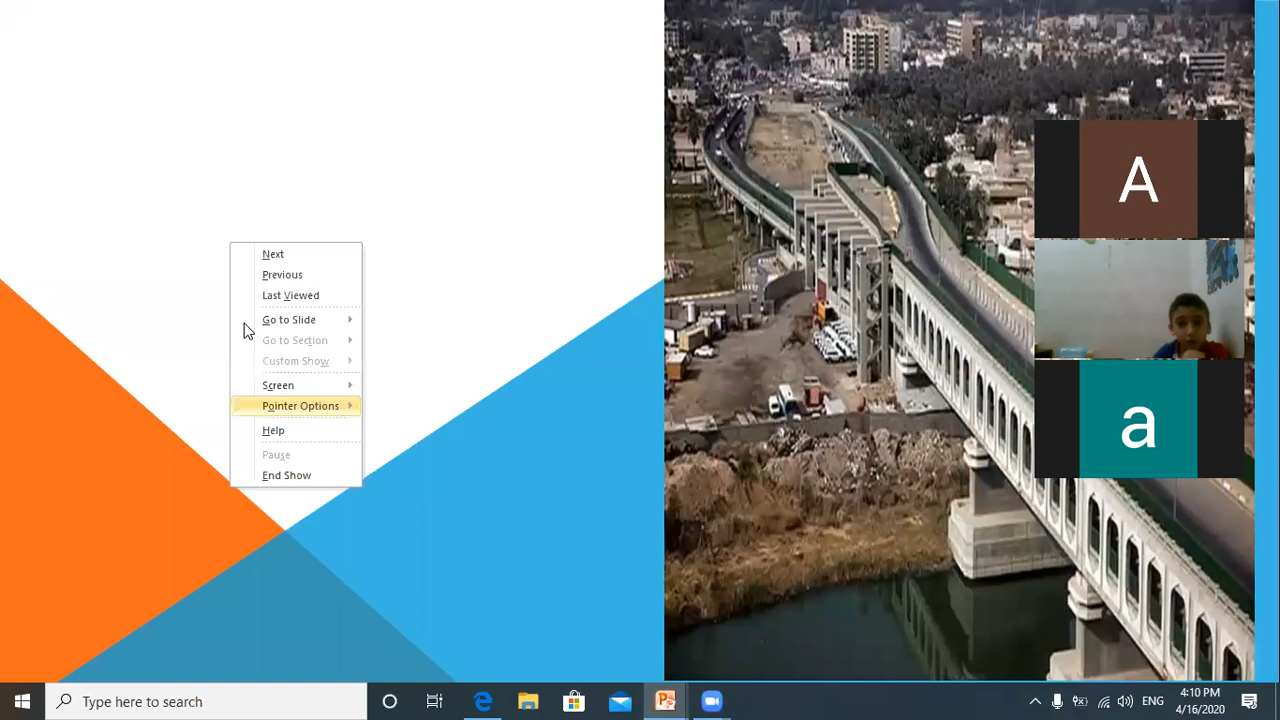 Next
Previous
Last Viewed
Go to Slide
Go to Section
Custom Show
Screen
Pointer Options
Help
Pause
End Show
A
a
Type here to search
ENG
4:10 PM
4/16/2020